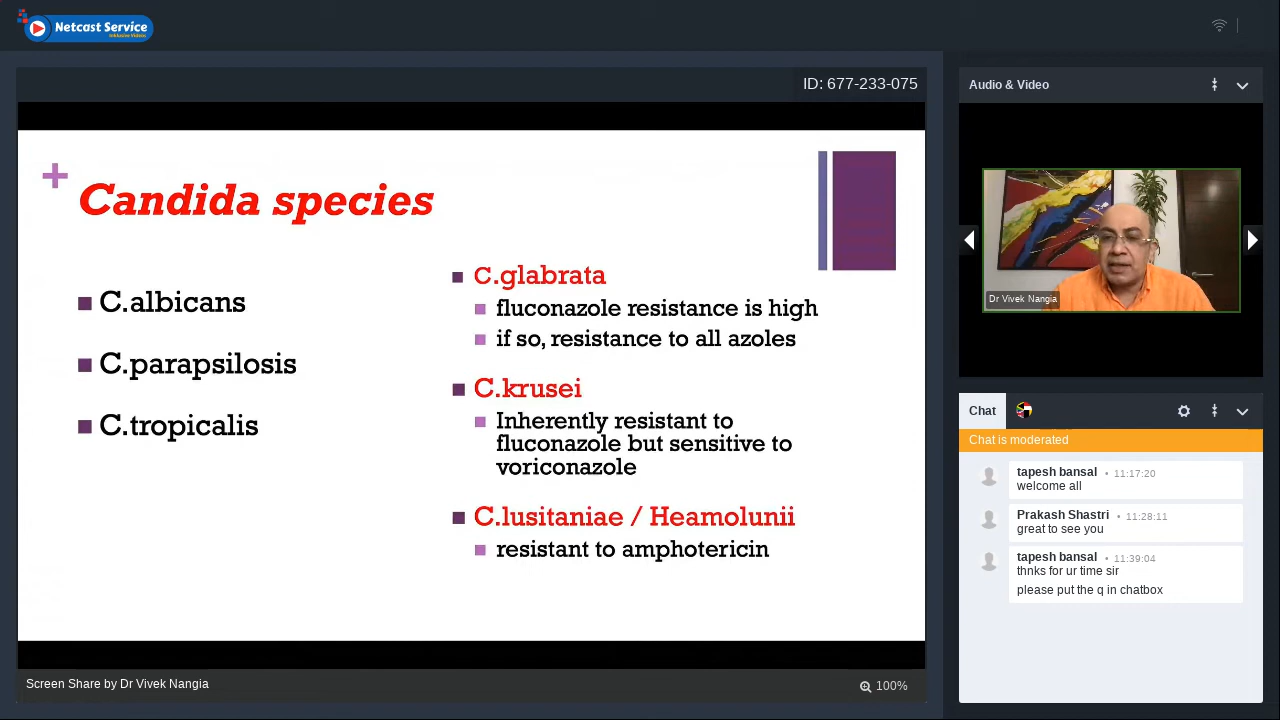 Netcast Service
Inklusive Videos
ID: 677-233-075
+
Candida species
C.albicans
C.parapsilosis
C.tropicalis
C.glabrata
fluconazole resistance is high
if so, resistance to all azoles
C.krusei
Inherently resistant to
fluconazole but sensitive to
voriconazole
C.lusitaniae / Heamolunii
resistant to amphotericin
Screen Share by Dr Vivek Nangia
100%
Audio & Video
Dr Vivek Nangia
Chat
Chat is moderated
tapesh bansal • 11:17:20
welcome all
Prakash Shastri • 11:28:11
great to see you
tapesh bansal • 11:39:04
thnks for ur time sir
please put the q in chatbox